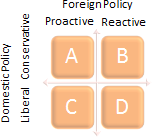 Foreign Policy
Proactive Reactive
Domestic Policy
Liberal Conservative
A B
C D